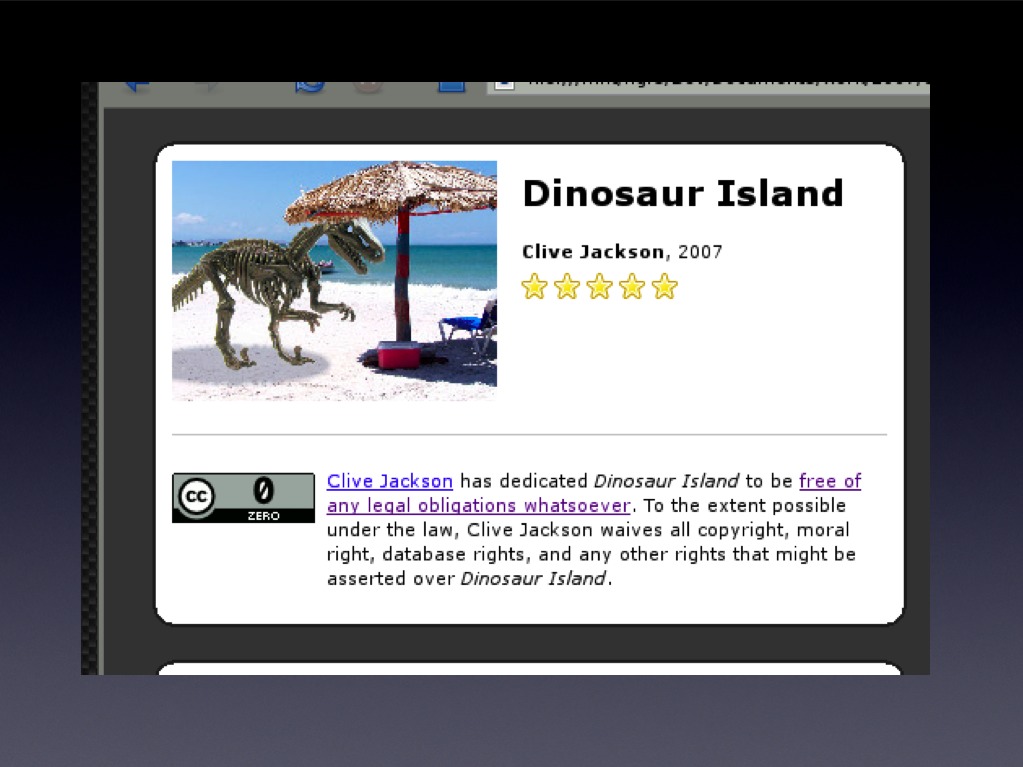 Dinosaur Island
Clive Jackson, 2007
cc 0
ZERO
Clive Jackson has dedicated Dinosaur Island to be free of
any legal obligations whatsoever. To the extent possible
under the law, Clive Jackson waives all copyright, moral
right, database rights, and any other rights that might be
asserted over Dinosaur Island.